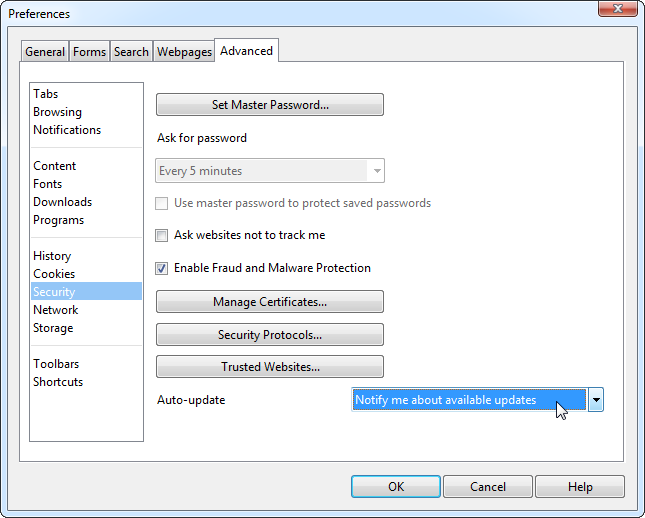 Preferences
General Forms Search Webpages Advanced
Tabs
Browsing
Notifications
Content
Fonts
Downloads
Programs
History
Cookies
Security
Network
Storage
Toolbars
Shortcuts
Set Master Password...
Ask for password
Every 5 minutes
Use master password to protect saved passwords
Ask websites not to track me
Enable Fraud and Malware Protection
Manage Certificates...
Security Protocols...
Trusted Websites...
Auto-update Notify me about available updates
OK Cancel Help